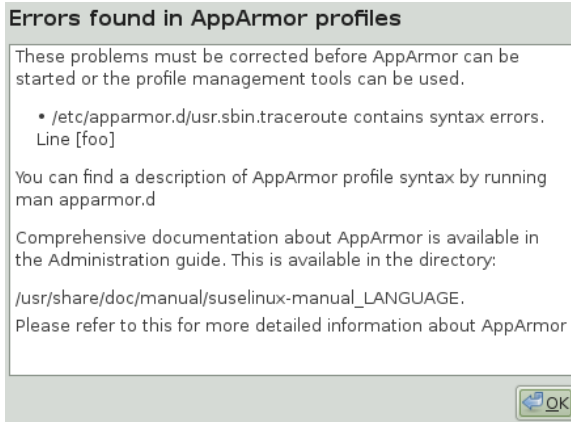 Errors found in AppArmor profiles
These problems must be corrected before AppArmor can be
started or the profile management tools can be used.
• /etc/apparmor.d/usr.sbin.traceroute contains syntax errors.
Line [foo]
You can find a description of AppArmor profile syntax by running
man apparmor.d
Comprehensive documentation about AppArmor is available in
the Administration guide. This is available in the directory:
/usr/share/doc/manual/suselinux-manual_LANGUAGE.
Please refer to this for more detailed information about AppArmor
OK